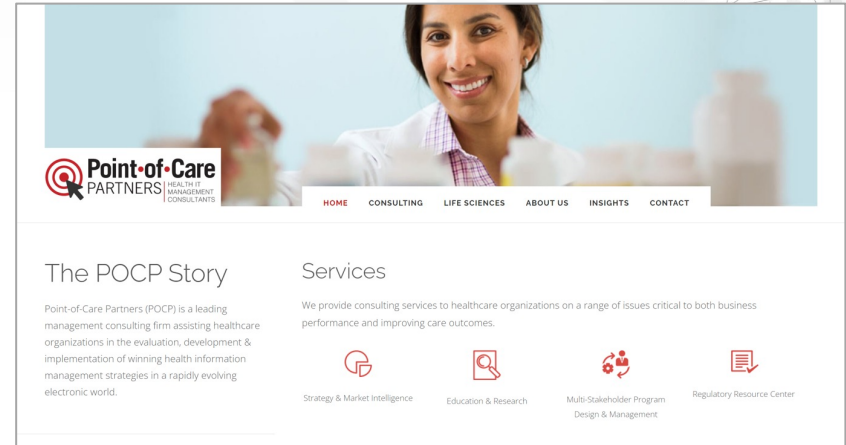 Point-of-Care
PARTNERS
HEALTH IT
MANAGEMENT
CONSULTANTS
HOME CONSULTING LIFE SCIENCES ABOUT US INSIGHTS CONTACT
The POCP Story
Point-of-Care Partners (POCP) is a leading
management consulting firm assisting healthcare
organizations in the evaluation, development &
implementation of winning health information
management strategies in a rapidly evolving
electronic world.
Services
We provide consulting services to healthcare organizations on a range of issues critical to both business
performance and improving care outcomes.
Strategy & Market Intelligence
Education & Research
Multi-Stakeholder Program
Design & Management
Regulatory Resource Center